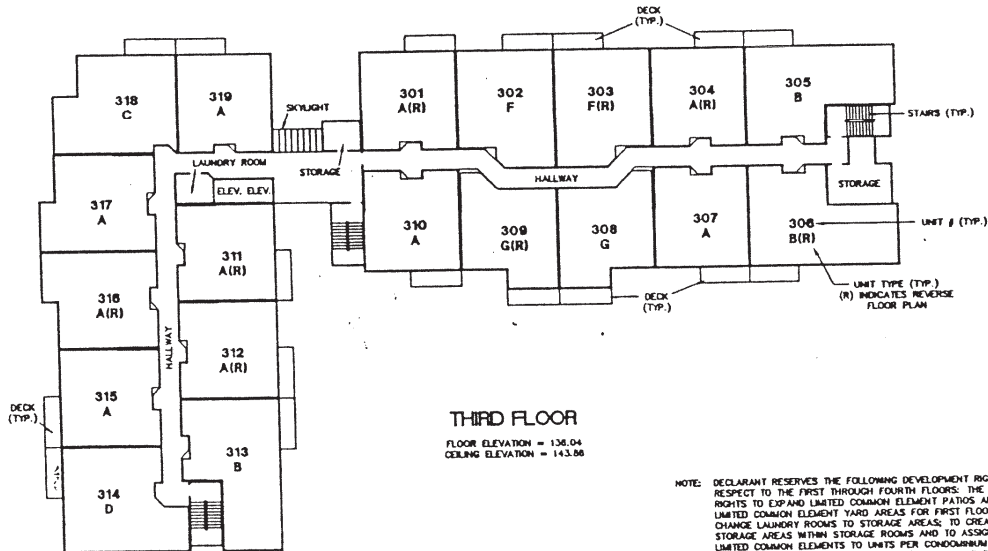 DECK
(TYP.)
318
C
319
A
SKYLIGHT
301
A(R)
302
F
303
F(R)
304
A(R)
305
B
STAIRS (TYP.)
LAUNDRY ROOM
STORAGE
ELEV. ELEV.
HALLWAY
STORAGE
317
A
310
A
309
G(R)
308
G
307
A
306
B(R)
UNIT # (TYP.)
311
A(R)
316
A(R)
DECK
(TYP.)
UNIT TYPE (TYP.)
(R) INDICATES REVERSE
FLOOR PLAN
HALLWAY
312
A(R)
315
A
DECK
(TYP.)
313
B
314
D
THIRD FLOOR
FLOOR ELEVATION = 136.04
CEILING ELEVATION = 143.86
NOTE: DECLARANT RESERVES THE FOLLOWING DEVELOPMENT RIG
RESPECT TO THE FIRST THROUGH FOURTH FLOORS: THE
RIGHTS TO EXPAND LIMITED COMMON ELEMENT PATIOS A
LIMITED COMMON ELEMENT YARD AREAS FOR FIRST FLOO
CHANGE LAUNDRY ROOMS TO STORAGE AREAS; TO CREA
STORAGE AREAS WITHIN STORAGE ROOMS AND TO ASSIG
LIMITED COMMON ELEMENTS TO UNITS PER CONDOMINIUM